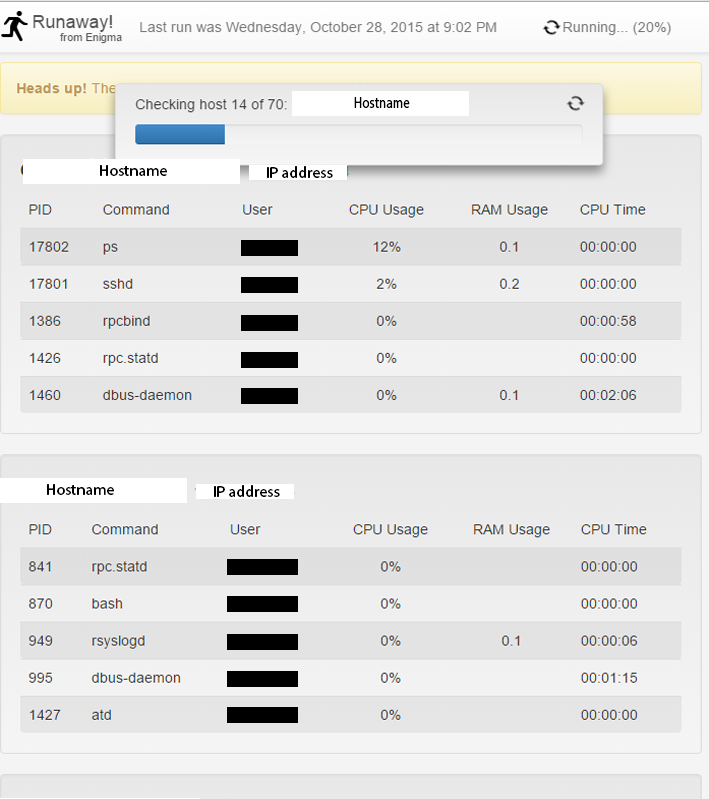 Runaway!
from Enigma
Last run was Wednesday, October 28, 2015 at 9:02 PM
Running... (20%)
Heads up! The
Checking host 14 of 70: Hostname
Hostname IP address
PID Command User CPU Usage RAM Usage CPU Time
17802 ps 12% 0.1 00:00:00
17801 sshd 2% 0.2 00:00:00
1386 rpcbind 0% 00:00:58
1426 rpc.statd 0% 00:00:00
1460 dbus-daemon 0% 0.1 00:02:06
Hostname IP address
PID Command User CPU Usage RAM Usage CPU Time
841 rpc.statd 0% 00:00:00
870 bash 0% 00:00:00
949 rsyslogd 0% 0.1 00:00:06
995 dbus-daemon 0% 00:01:15
1427 atd 0% 00:00:00